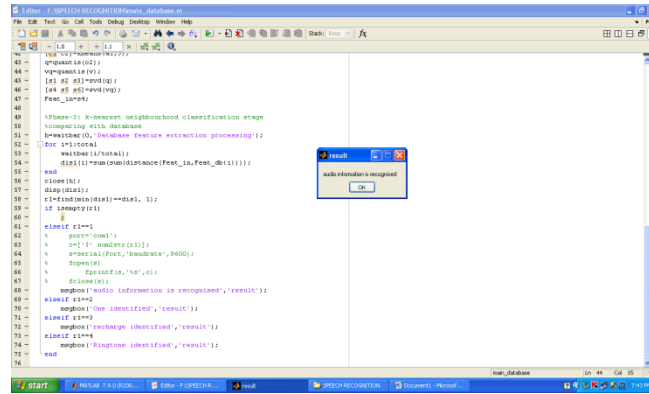 Editor - F:\SPEECH RECOGNITION\main_database.m
File Edit Text Go Cell Tools Debug Desktop Window Help
Stack: Base
fx
- 1.0 + ÷ 1.1 ×
43 - q=quantis(c2);
44 - vq=quantis(v);
45 - [s1 s2 s3]=svd(q);
46 - [s4 s5 s6]=svd(vq);
47 - Feat_in=s4;
48
49 %Phase-3: k-nearest neighbourhood classification stage
50 %comparing with database
51 - h=waitbar(0,'Database feature extraction processing');
52 - for i=1:total
53 - waitbar(i/total);
54 - dis1(i)=sum(sum(distance(Feat_in,Feat_db(i))));
55 - end
56 - close(h);
57 - disp(dis1);
58 - r1=find(min(dis1)==dis1, 1);
59 - if isempty(r1)
60 - ;
61 - elseif r1==1
62 % port='com1';
63 % c=['@' num2str(r1)];
64 % s=serial(Port,'baudrate',9600);
65 % fopen(s)
66 % fprintf(s,'%s',c);
67 % fclose(s);
68 - msgbox('audio information is recognised','result');
69 - elseif r1==2
70 - msgbox('One identified','result');
71 - elseif r1==3
72 - msgbox('recharge identified','result');
73 - elseif r1==4
74 - msgbox('Ringtone identified','result');
75 - end
76
result
audio information is recognised
OK
main_database
Ln 44 Col 15
start
MATLAB 7.9.0 (R200...
Editor - F:\SPEECH R...
result
SPEECH RECOGNITION
Document1 - Microsof...
7:43 PM